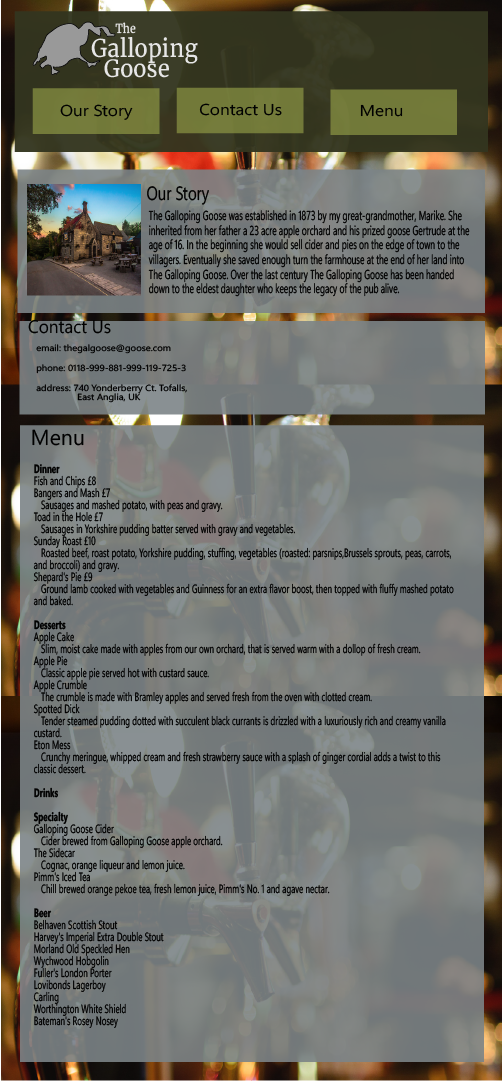 The
Galloping
Goose
Our Story
Contact Us
Menu
Our Story
The Galloping Goose was established in 1873 by my great-grandmother, Marike. She
inherited from her father a 23 acre apple orchard and his prized goose Gertrude at the
age of 16. In the beginning she would sell cider and pies on the edge of town to the
villagers. Eventually she saved enough turn the farmhouse at the end of her land into
The Galloping Goose. Over the last century The Galloping Goose has been handed
down to the eldest daughter who keeps the legacy of the pub alive.
Contact Us
email: thegalgoose@goose.com
phone: 0118-999-881-999-119-725-3
address: 740 Yonderberry Ct. Tofalls,
East Anglia, UK
Menu
Dinner
Fish and Chips £8
Bangers and Mash £7
Sausages and mashed potato, with peas and gravy.
Toad in the Hole £7
Sausages in Yorkshire pudding batter served with gravy and vegetables.
Sunday Roast £10
Roasted beef, roast potato, Yorkshire pudding, stuffing, vegetables (roasted: parsnips,Brussels sprouts, peas, carrots,
and broccoli) and gravy.
Shepard's Pie £9
Ground lamb cooked with vegetables and Guinness for an extra flavor boost, then topped with fluffy mashed potato
and baked.
Desserts
Apple Cake
Slim, moist cake made with apples from our own orchard, that is served warm with a dollop of fresh cream.
Apple Pie
Classic apple pie served hot with custard sauce.
Apple Crumble
The crumble is made with Bramley apples and served fresh from the oven with clotted cream.
Spotted Dick
Tender steamed pudding dotted with succulent black currants is drizzled with a luxuriously rich and creamy vanilla
custard.
Eton Mess
Crunchy meringue, whipped cream and fresh strawberry sauce with a splash of ginger cordial adds a twist to this
classic dessert.
Drinks
Specialty
Galloping Goose Cider
Cider brewed from Galloping Goose apple orchard.
The Sidecar
Cognac, orange liqueur and lemon juice.
Pimm's Iced Tea
Chill brewed orange pekoe tea, fresh lemon juice, Pimm's No. 1 and agave nectar.
Beer
Belhaven Scottish Stout
Harvey's Imperial Extra Double Stout
Morland Old Speckled Hen
Wychwood Hobgolin
Fuller's London Porter
Lovibonds Lagerboy
Carling
Worthington White Shield
Bateman's Rosey Nosey